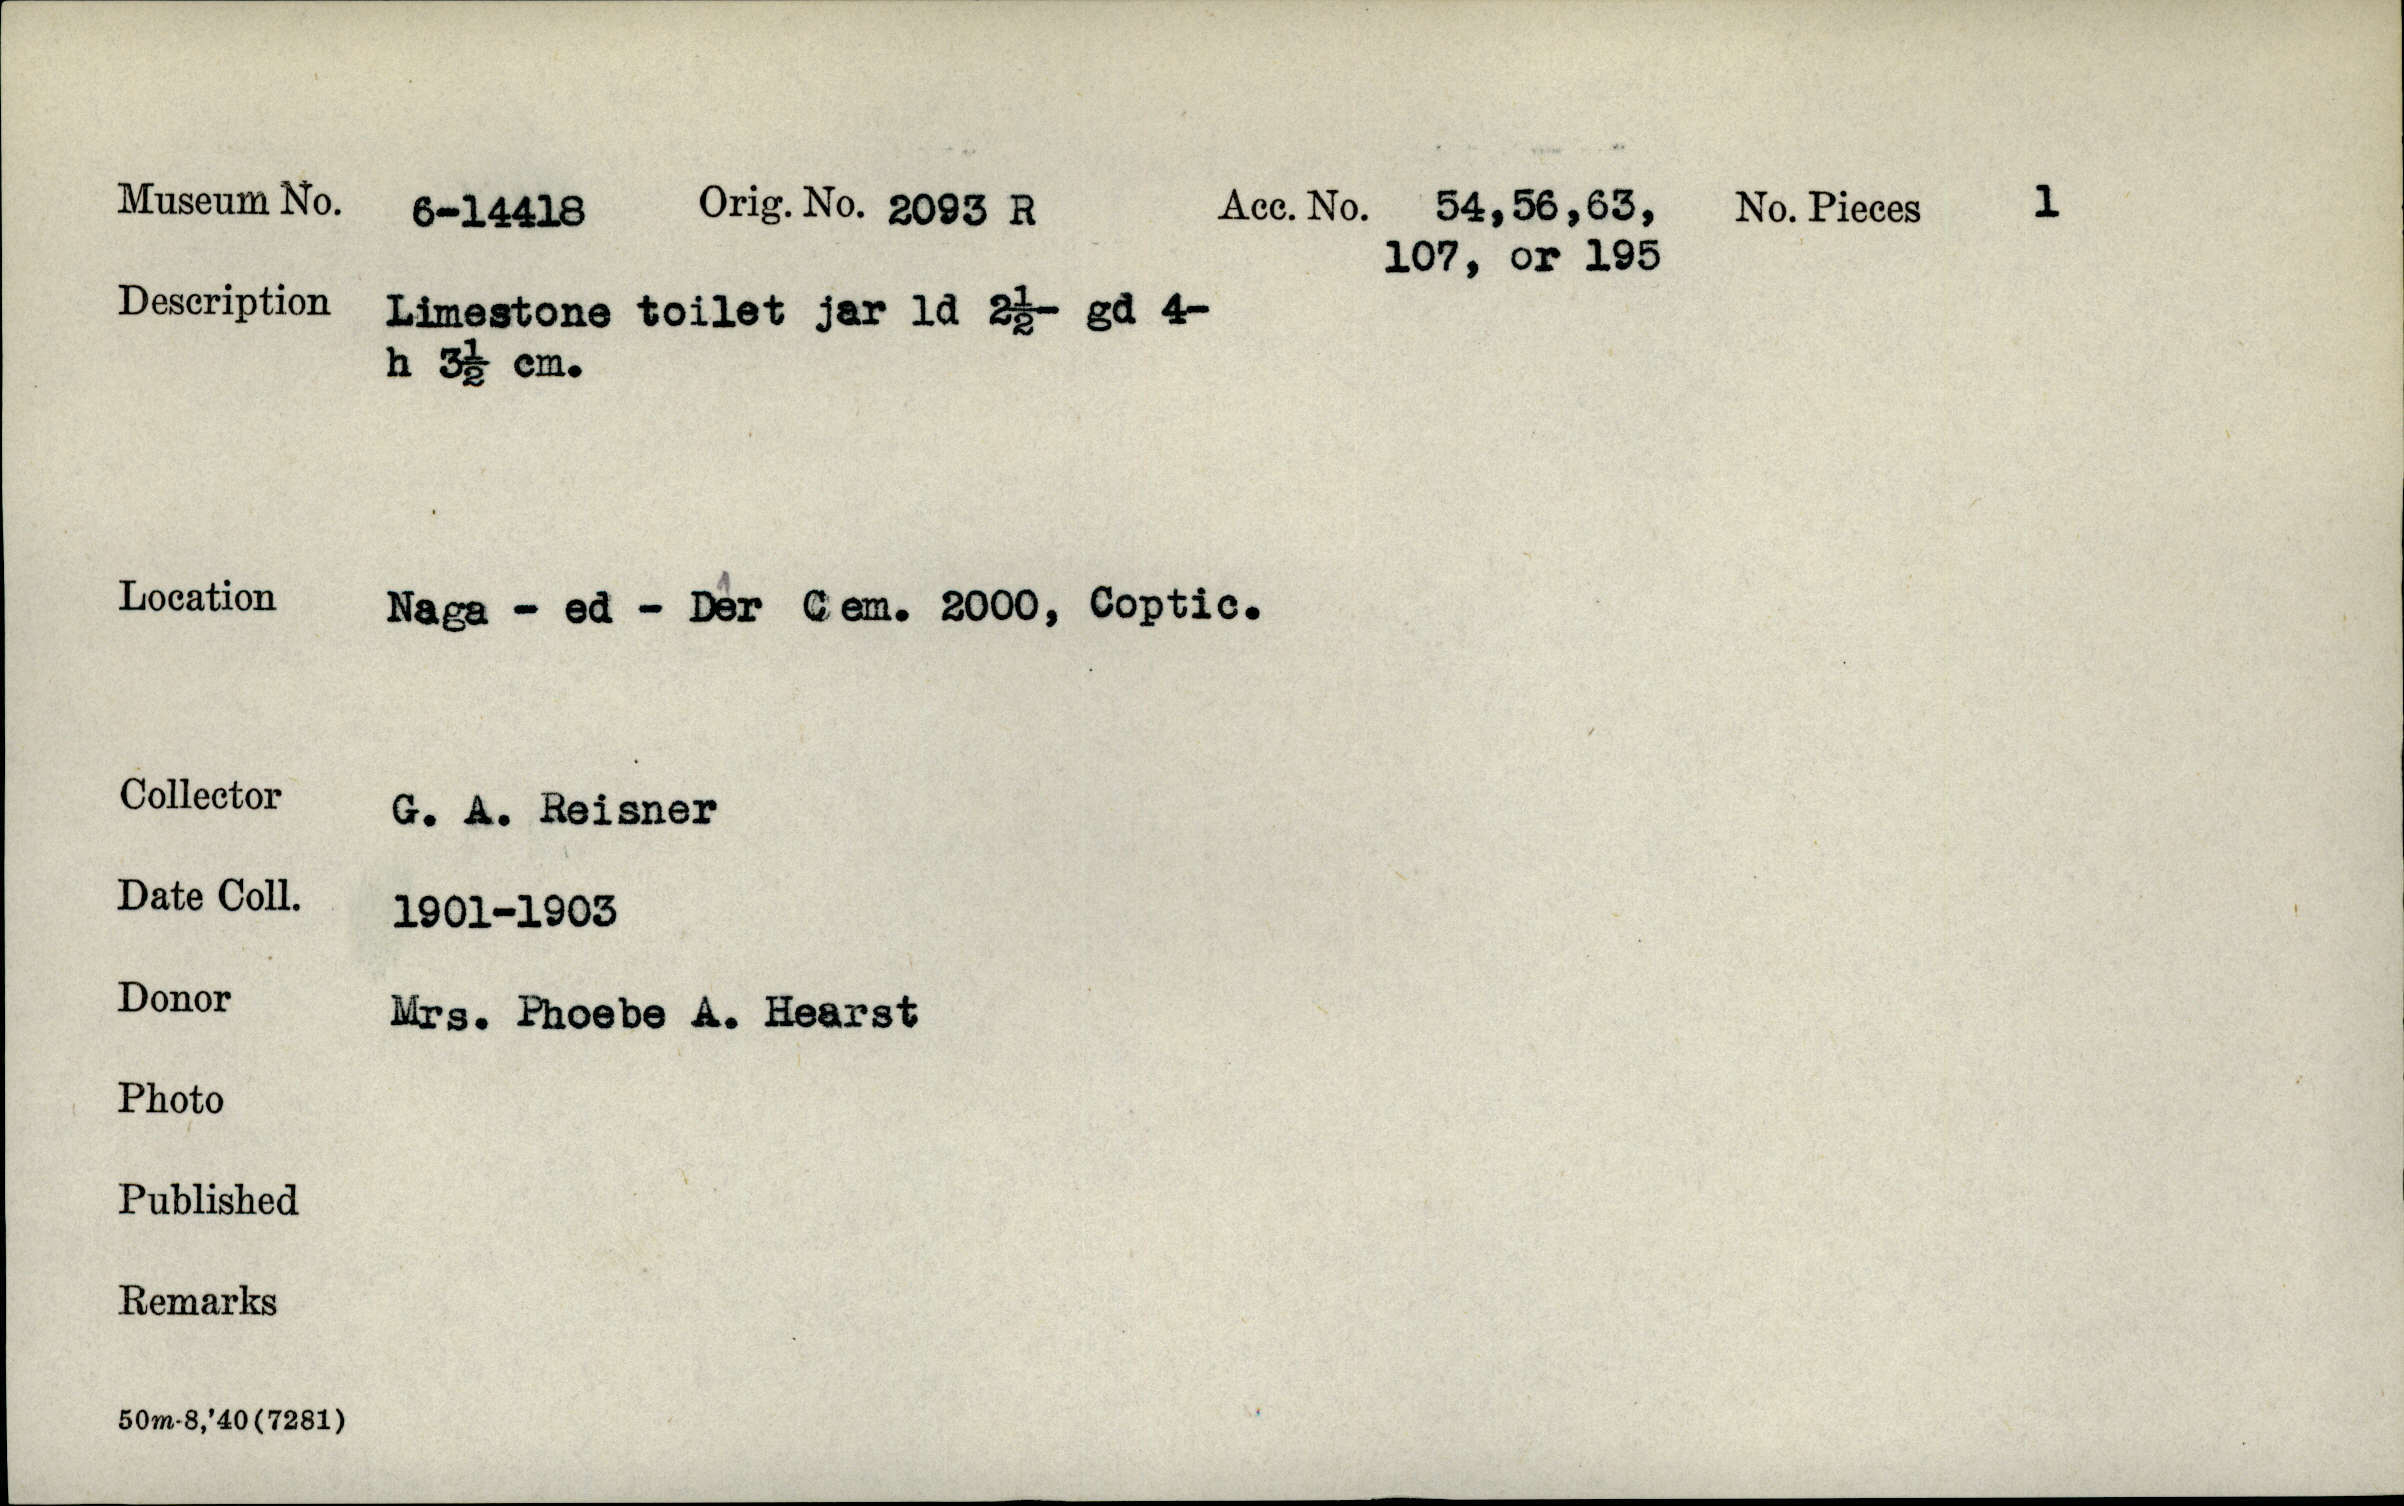 Museum No. 6-14418 Orig. No. 2093 R Acc. No. 54,56,63, No. Pieces 1
107, or 195
Description Limestone toilet jar ld 2½- gd 4-
h 3½ cm.
Location Naga - ed - Dêr Cem. 2000, Coptic.
Collector G. A. Reisner
Date Coll. 1901-1903
Donor Mrs. Phoebe A. Hearst
Photo
Published
Remarks
50m-8,'40(7281)